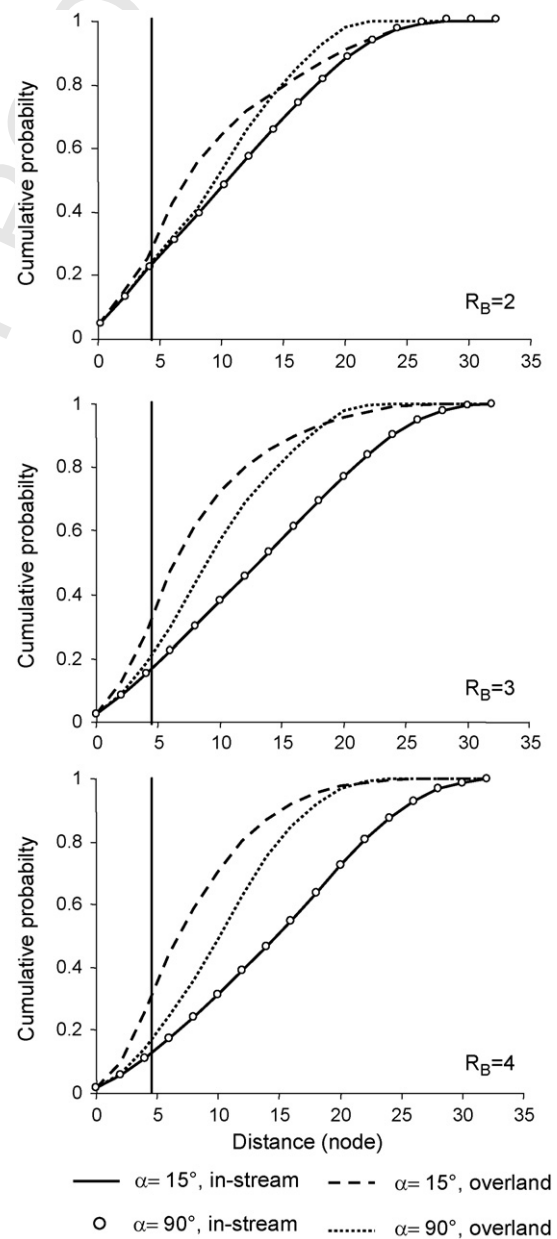 1
0.8
0.6
0.4
0.2
0
Cumulative probabilty
R_B=2
0 5 10 15 20 25 30 35
1
0.8
0.6
0.4
0.2
0
Cumulative probabilty
R_B=3
0 5 10 15 20 25 30 35
1
0.8
0.6
0.4
0.2
0
Cumulative probabilty
R_B=4
0 5 10 15 20 25 30 35
Distance (node)
α= 15°, in-stream α= 15°, overland
α= 90°, in-stream α= 90°, overland